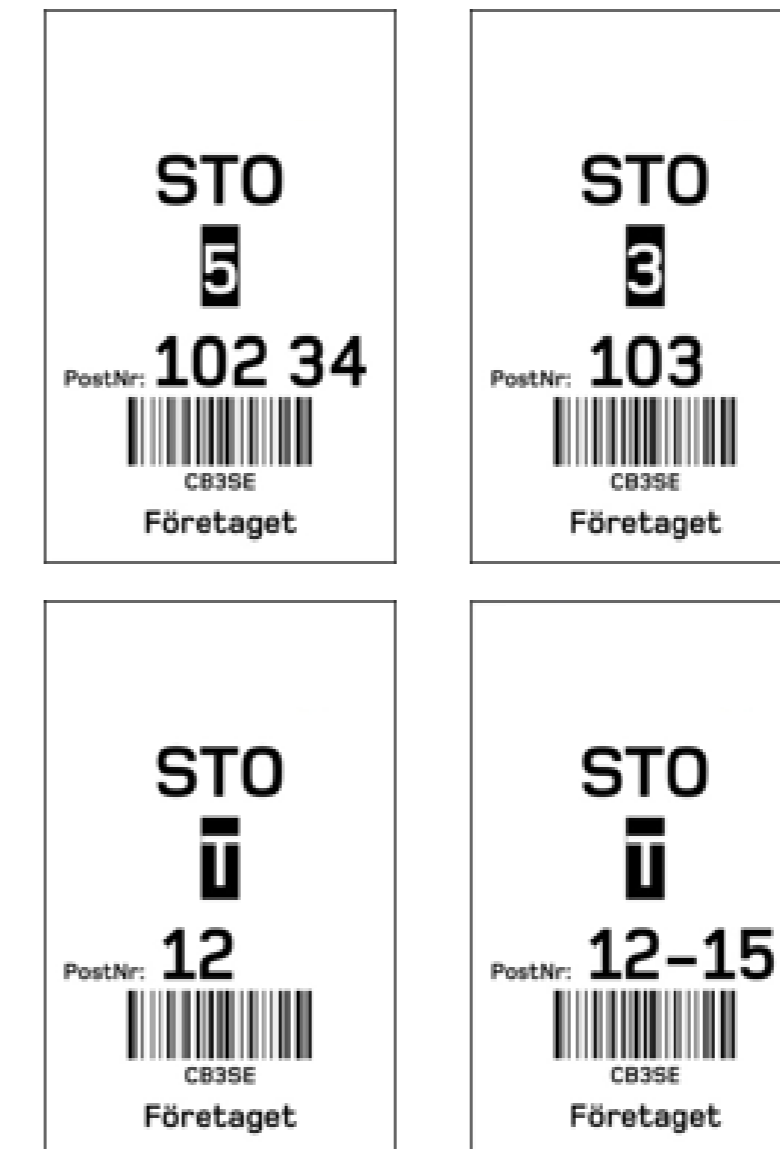 STO
5
PostNr: 102 34
CB3SE
Företaget
STO
3
PostNr: 103
CB3SE
Företaget
STO
T
PostNr: 12
CB3SE
Företaget
STO
T
PostNr: 12-15
CB3SE
Företaget